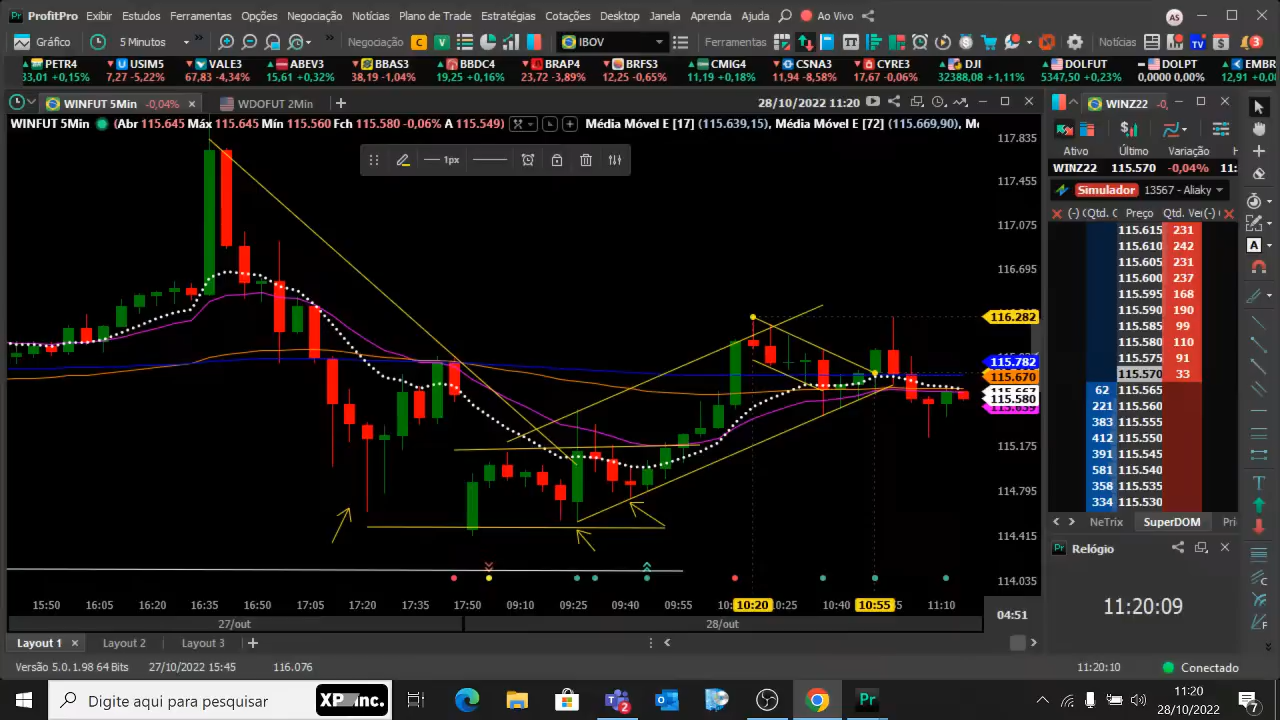 ProfitPro Exibir Estudos Ferramentas Opções Negociação Notícias Plano de Trade Estratégias Cotações Desktop Janela Aprenda Ajuda Ao Vivo AS
Gráfico 5 Minutos Negociação C V IBOV Ferramentas Notícias
PETR4 USIM5 VALE3 ABEV3 BBAS3 BBDC4 BRAP4 BRFS3 CMIG4 CSNA3 CYRE3 DJI DOLFUT DOLPT EMBR
33,01 +0,15% 7,27 -5,22% 67,83 -4,34% 15,61 +0,32% 38,19 -1,04% 19,25 +0,16% 23,72 -3,89% 12,25 -0,65% 11,19 +0,18% 11,94 -8,58% 17,67 -0,06% 32388,08 +1,11% 5347,50 +0,23% 0,0000 0,00% 12,91 +0,08
WINFUT 5Min -0,04% WDOFUT 2Min 28/10/2022 11:20 WINZ22 -0,
WINFUT 5Min (Abr 115.645 Máx 115.645 Mín 115.560 Fch 115.580 -0,06% A 115.549) Média Móvel E [17] (115.639,15), Média Móvel E [72] (115.669,90), M
1px
117.835
117.455
117.075
116.695
116.282
115.782
115.670
115.580
115.175
114.795
114.415
114.035
Ativo Último Variação
WINZ22 115.570 -0,04% 11:
Simulador 13567 - Aliaky
(-) Qtd. C Preço Qtd. Ve (-)
115.615 231
115.610 242
115.605 231
115.600 237
115.595 168
115.590 190
115.585 99
115.580 110
115.575 91
115.570 33
62 115.565
221 115.560
383 115.555
412 115.550
391 115.545
581 115.540
358 115.535
334 115.530
NeTrix SuperDOM Pri
Relógio
11:20:09
15:50 16:05 16:20 16:35 16:50 17:05 17:20 17:35 17:50 09:10 09:25 09:40 09:55 10:20 10:25 10:40 10:55 11:10 04:51
27/out 28/out
Layout 1 Layout 2 Layout 3
Versão 5.0.1.98 64 Bits 27/10/2022 15:45 116.076 11:20:10 Conectado
Digite aqui para pesquisar XP inc. 2 Pr 11:20
28/10/2022 7